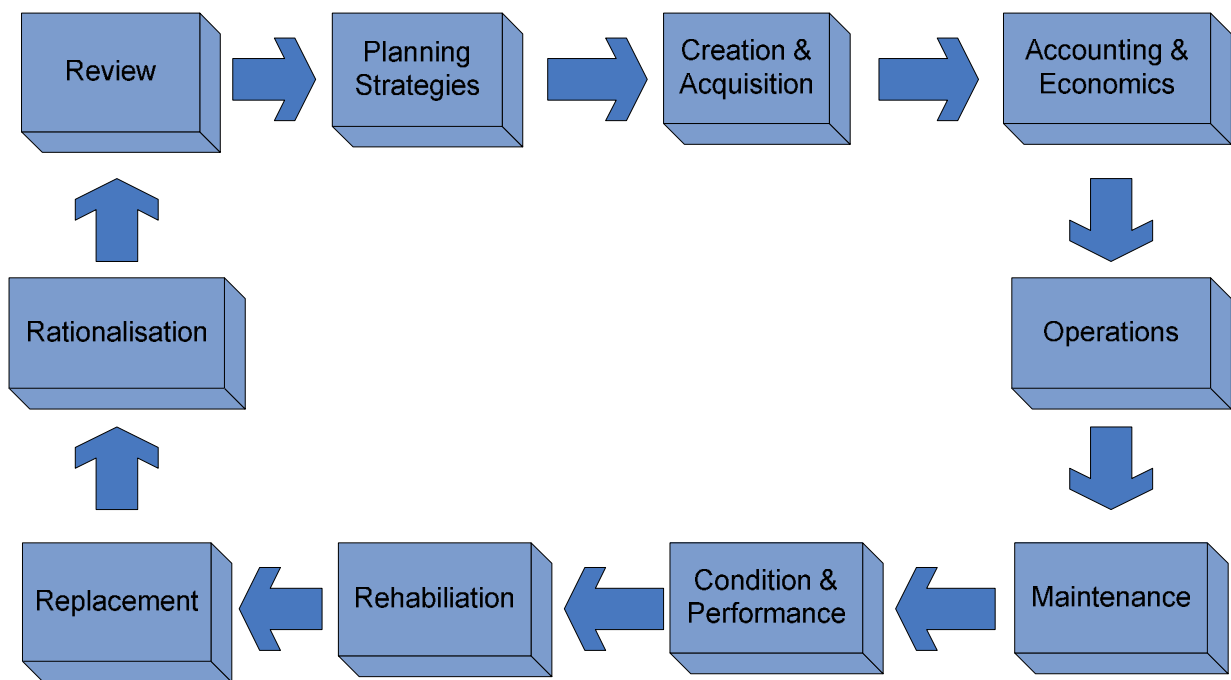 Review
Planning
Strategies
Creation &
Acquisition
Accounting &
Economics
Rationalisation
Operations
Replacement
Rehabiliation
Condition &
Performance
Maintenance